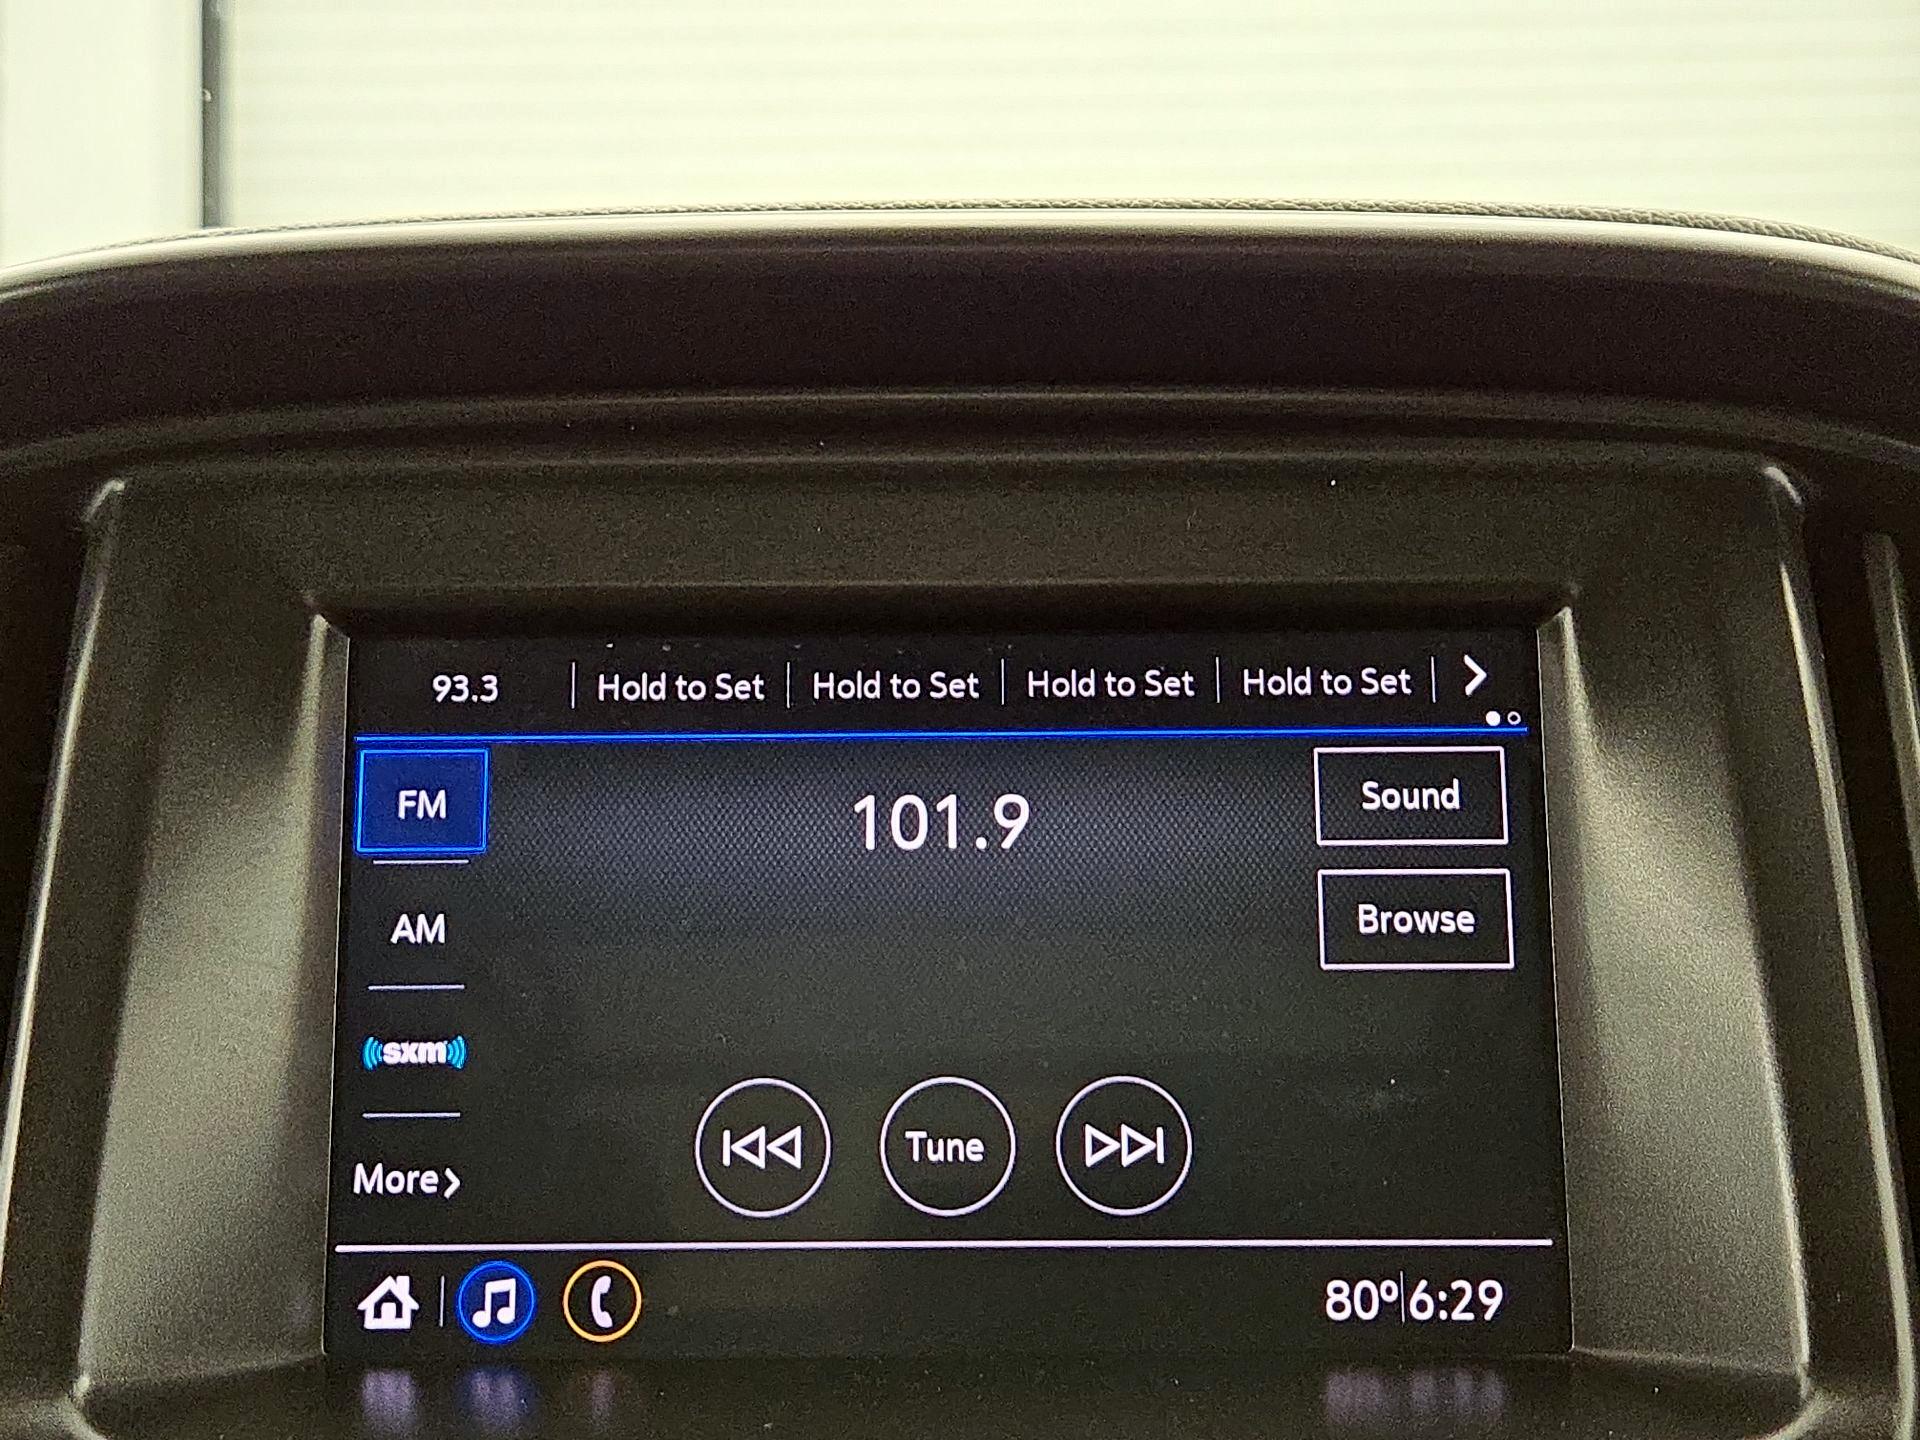 93.3 | Hold to Set | Hold to Set | Hold to Set | Hold to Set |
FM
101.9
Sound
AM
Browse
sxm
More
Tune
80° 6:29